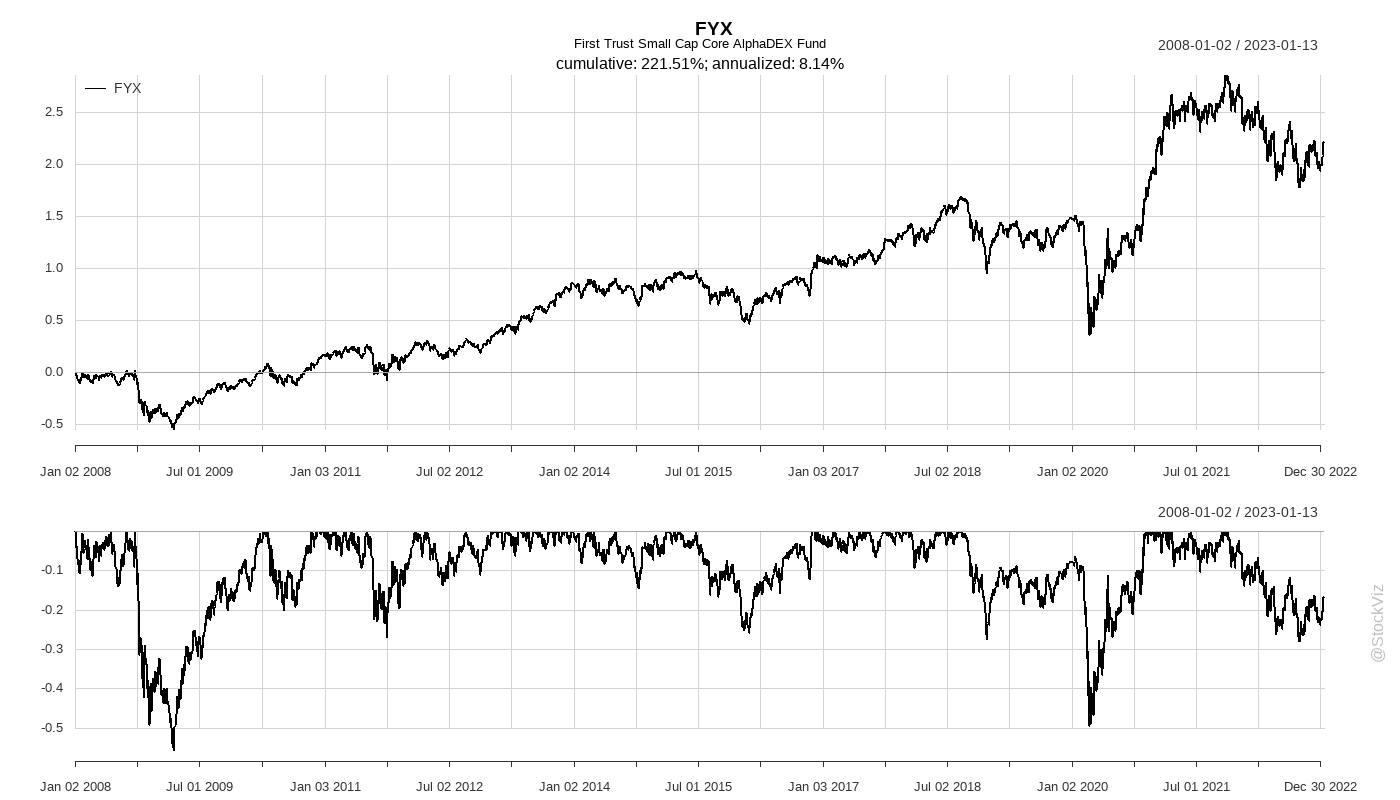 FYX
First Trust Small Cap Core AlphaDEX Fund
cumulative: 221.51%; annualized: 8.14%
2008-01-02 / 2023-01-13
FYX
2.5
2.0
1.5
1.0
0.5
0.0
-0.5
Jan 02 2008 Jul 01 2009 Jan 03 2011 Jul 02 2012 Jan 02 2014 Jul 01 2015 Jan 03 2017 Jul 02 2018 Jan 02 2020 Jul 01 2021 Dec 30 2022
2008-01-02 / 2023-01-13
-0.1
-0.2
-0.3
-0.4
-0.5
Jan 02 2008 Jul 01 2009 Jan 03 2011 Jul 02 2012 Jan 02 2014 Jul 01 2015 Jan 03 2017 Jul 02 2018 Jan 02 2020 Jul 01 2021 Dec 30 2022
@StockViz